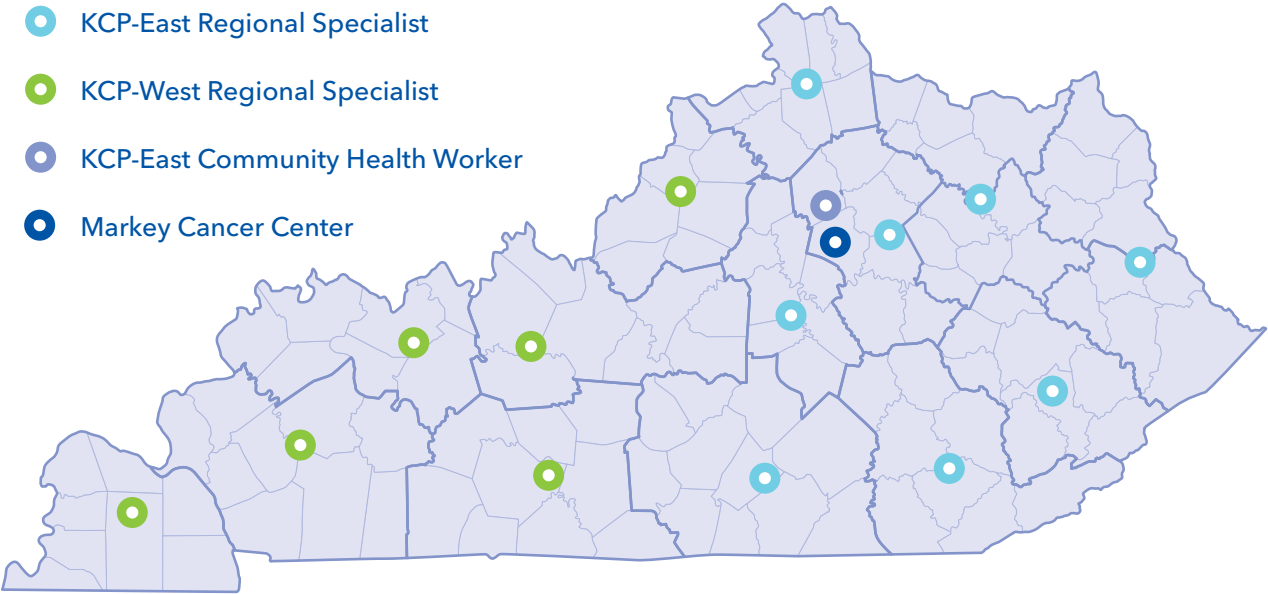 KCP-East Regional Specialist
KCP-West Regional Specialist
KCP-East Community Health Worker
Markey Cancer Center